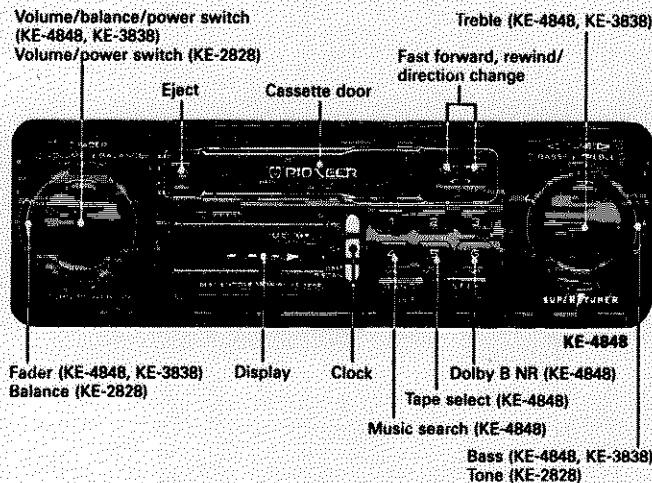 Volume/balance/power switch
(KE-4848, KE-3838)
Volume/power switch (KE-2828)
Treble (KE-4848, KE-3838)
Fast forward, rewind/
direction change
Eject
Cassette door
PIONEER
SUPERTUNER
KE-4848
Fader (KE-4848, KE-3838)
Balance (KE-2828)
Display
Clock
Dolby B NR (KE-4848)
Tape select (KE-4848)
Music search (KE-4848)
Bass (KE-4848, KE-3838)
Tone (KE-2828)